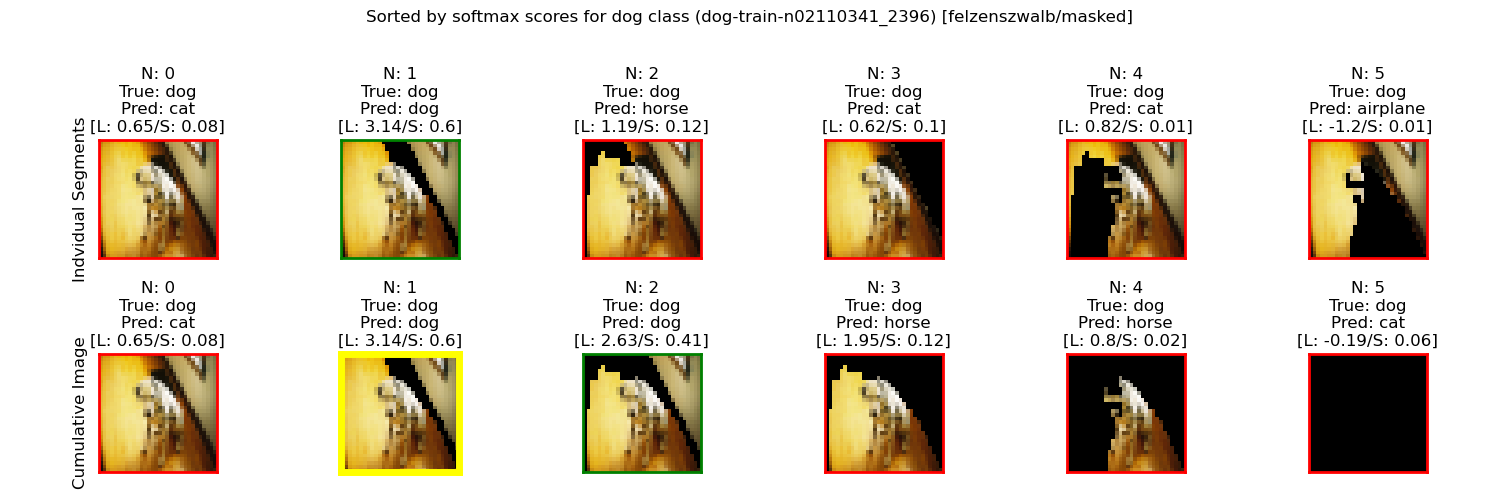 Sorted by softmax scores for dog class (dog-train-n02110341_2396) [felzenszwalb/masked]
Indvidual Segments
N: 0
True: dog
Pred: cat
[L: 0.65/S: 0.08]
N: 1
True: dog
Pred: dog
[L: 3.14/S: 0.6]
N: 2
True: dog
Pred: horse
[L: 1.19/S: 0.12]
N: 3
True: dog
Pred: cat
[L: 0.62/S: 0.1]
N: 4
True: dog
Pred: cat
[L: 0.82/S: 0.01]
N: 5
True: dog
Pred: airplane
[L: -1.2/S: 0.01]
Cumulative Image
N: 0
True: dog
Pred: cat
[L: 0.65/S: 0.08]
N: 1
True: dog
Pred: dog
[L: 3.14/S: 0.6]
N: 2
True: dog
Pred: dog
[L: 2.63/S: 0.41]
N: 3
True: dog
Pred: horse
[L: 1.95/S: 0.12]
N: 4
True: dog
Pred: horse
[L: 0.8/S: 0.02]
N: 5
True: dog
Pred: cat
[L: -0.19/S: 0.06]